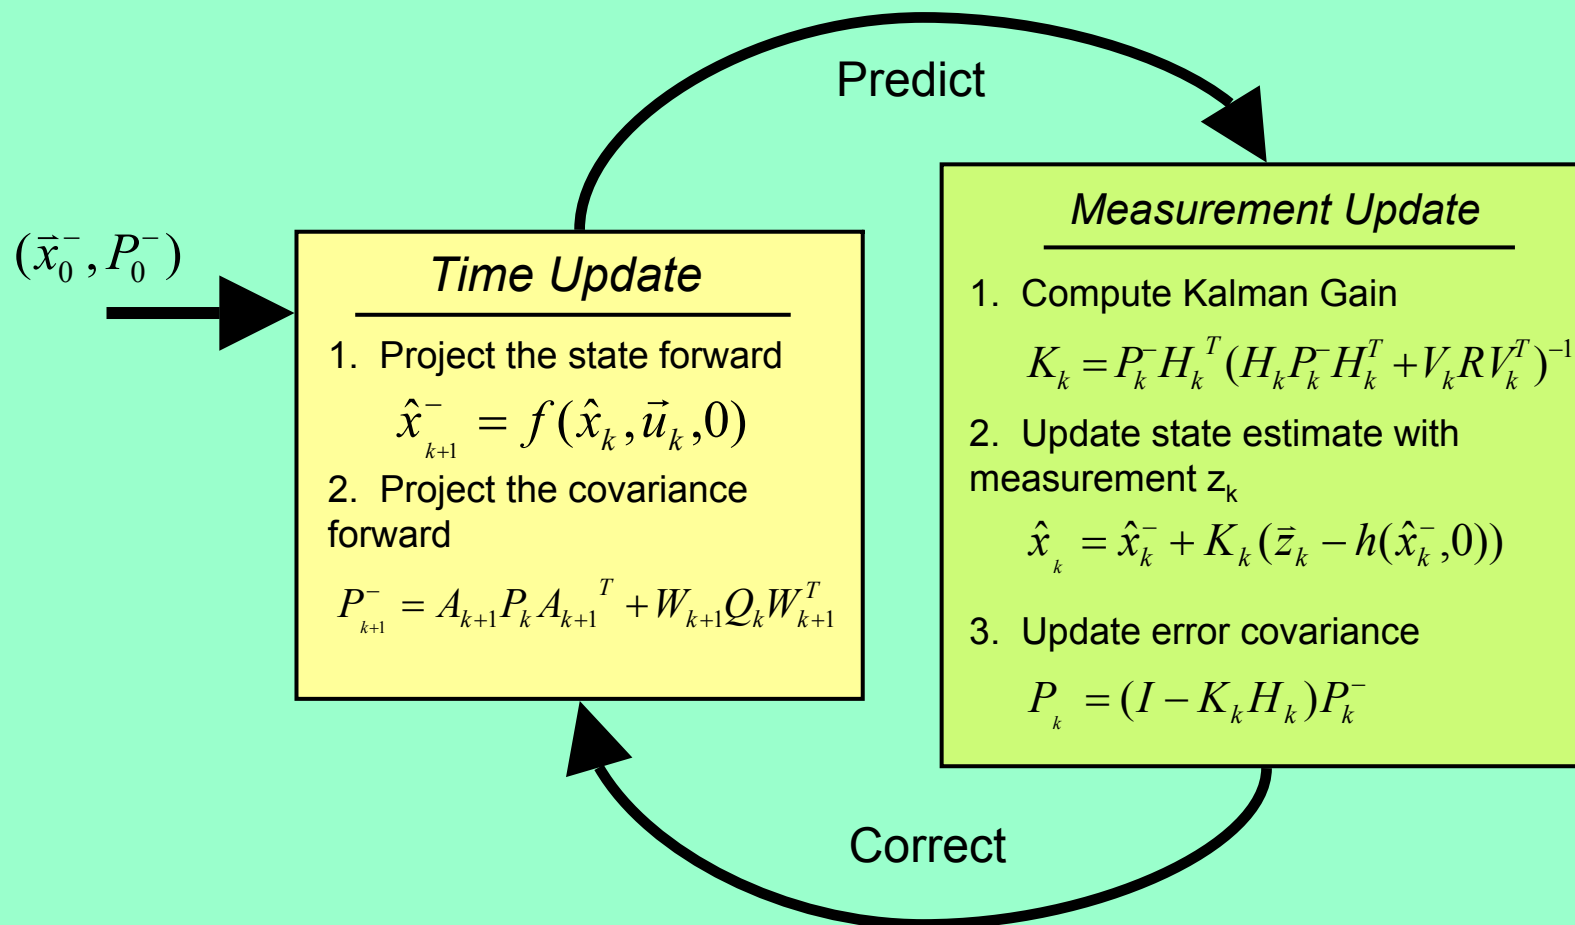 Predict
(x⃗₀⁻, P₀⁻)
Time Update
1. Project the state forward
x̂⁻ₖ₊₁ = f(x̂ₖ, u⃗ₖ,0)
2. Project the covariance
forward
P⁻ₖ₊₁ = Aₖ₊₁PₖAₖ₊₁ᵀ + Wₖ₊₁QₖWᵀₖ₊₁
Measurement Update
1. Compute Kalman Gain
Kₖ = Pₖ⁻Hₖᵀ(HₖPₖ⁻Hₖᵀ + VₖRVₖᵀ)⁻¹
2. Update state estimate with
measurement zₖ
x̂ₖ = x̂ₖ⁻ + Kₖ(z⃗ₖ − h(x̂ₖ⁻,0))
3. Update error covariance
Pₖ = (I − KₖHₖ)Pₖ⁻
Correct